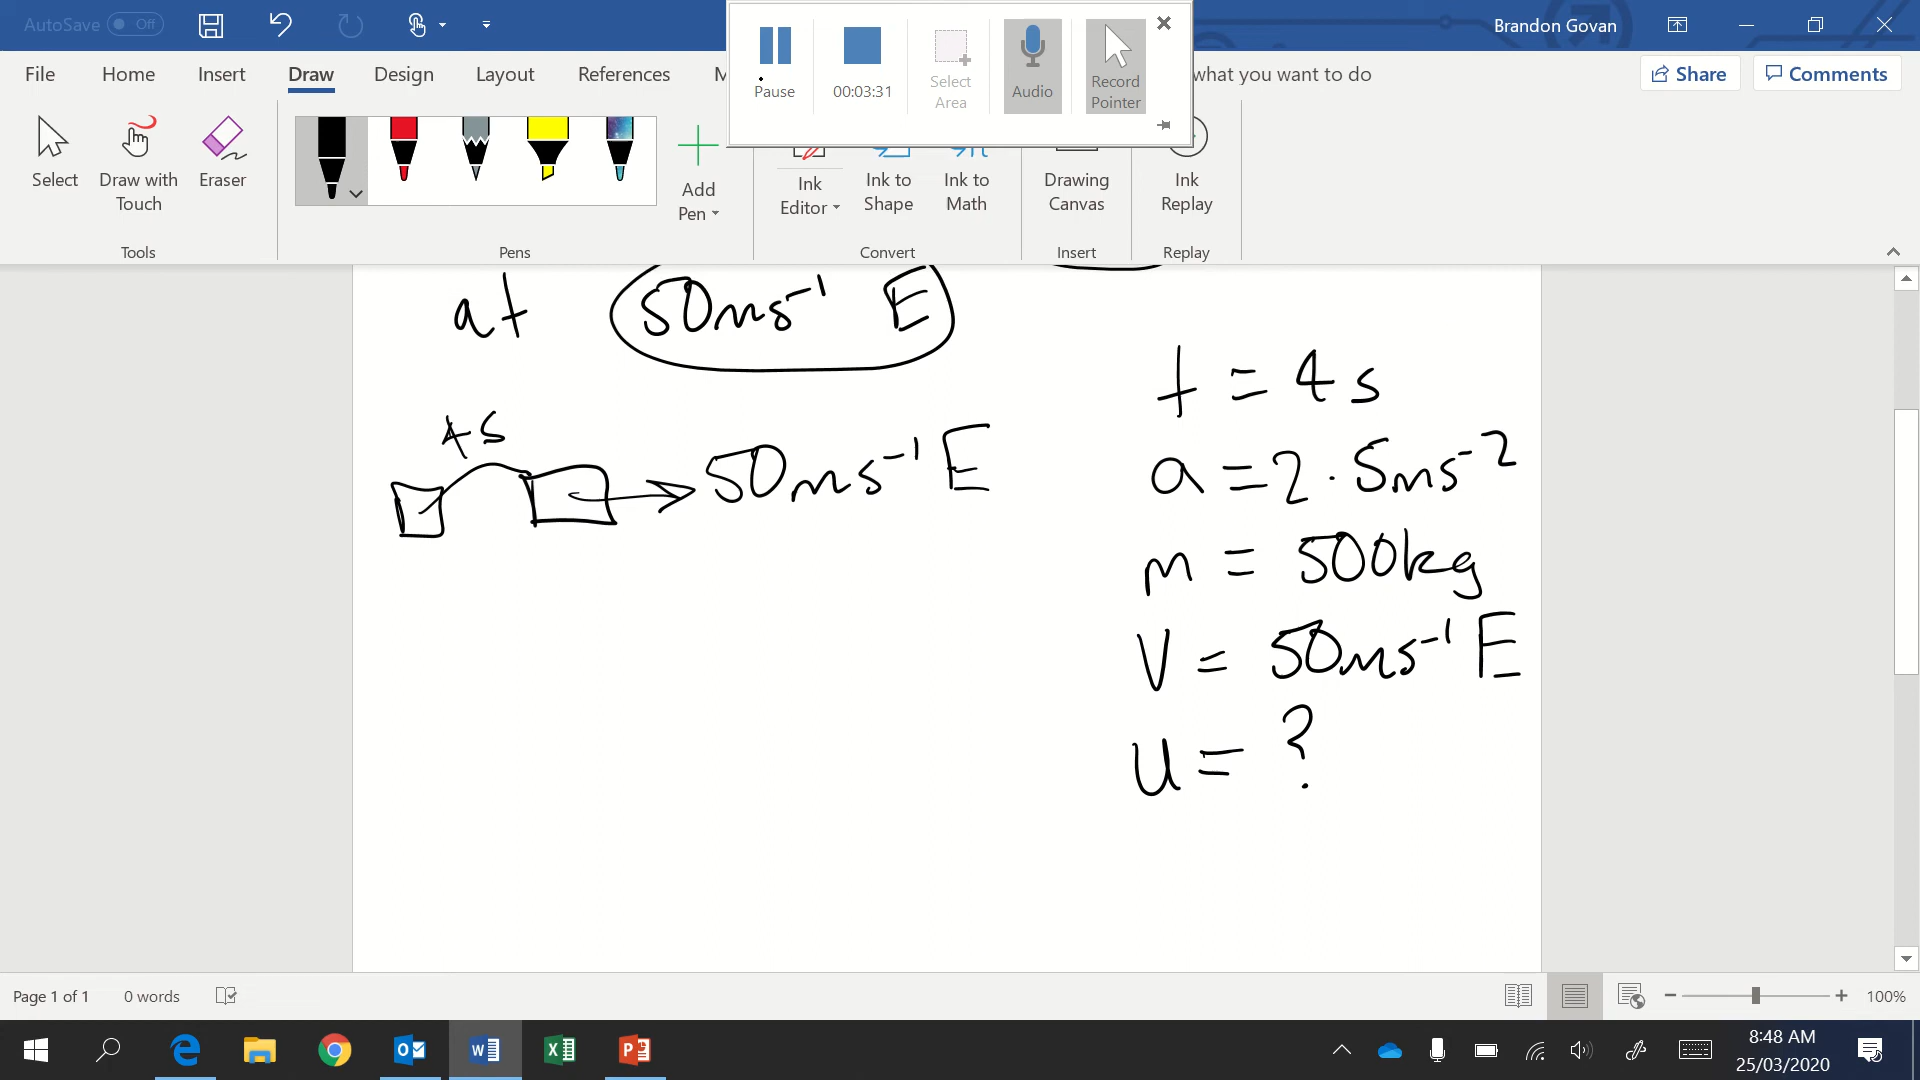 AutoSave Off
Brandon Govan
Pause
00:03:31
Select Area
Audio
Record Pointer
File Home Insert Draw Design Layout References
what you want to do
Share
Comments
Select
Draw with Touch
Eraser
Add Pen
Ink Editor
Ink to Shape
Ink to Math
Drawing Canvas
Ink Replay
Tools
Pens
Convert
Insert
Replay
at 50ms⁻¹ E
4s
50ms⁻¹ E
t = 4s
a = 2.5ms⁻²
m = 500kg
v = 50ms⁻¹ E
u = ?
Page 1 of 1
0 words
100%
8:48 AM
25/03/2020